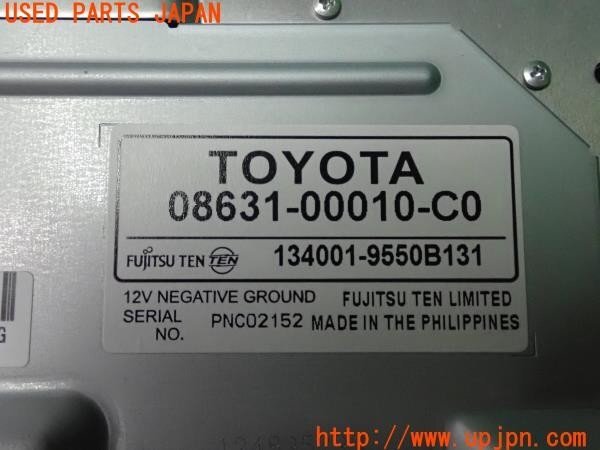 USED PARTS JAPAN
TOYOTA
08631-00010-C0
FUJITSU TEN TEN 134001-9550B131
12V NEGATIVE GROUND FUJITSU TEN LIMITED
SERIAL
NO. PNC02152 MADE IN THE PHILIPPINES
G
http://www.upjpn.com